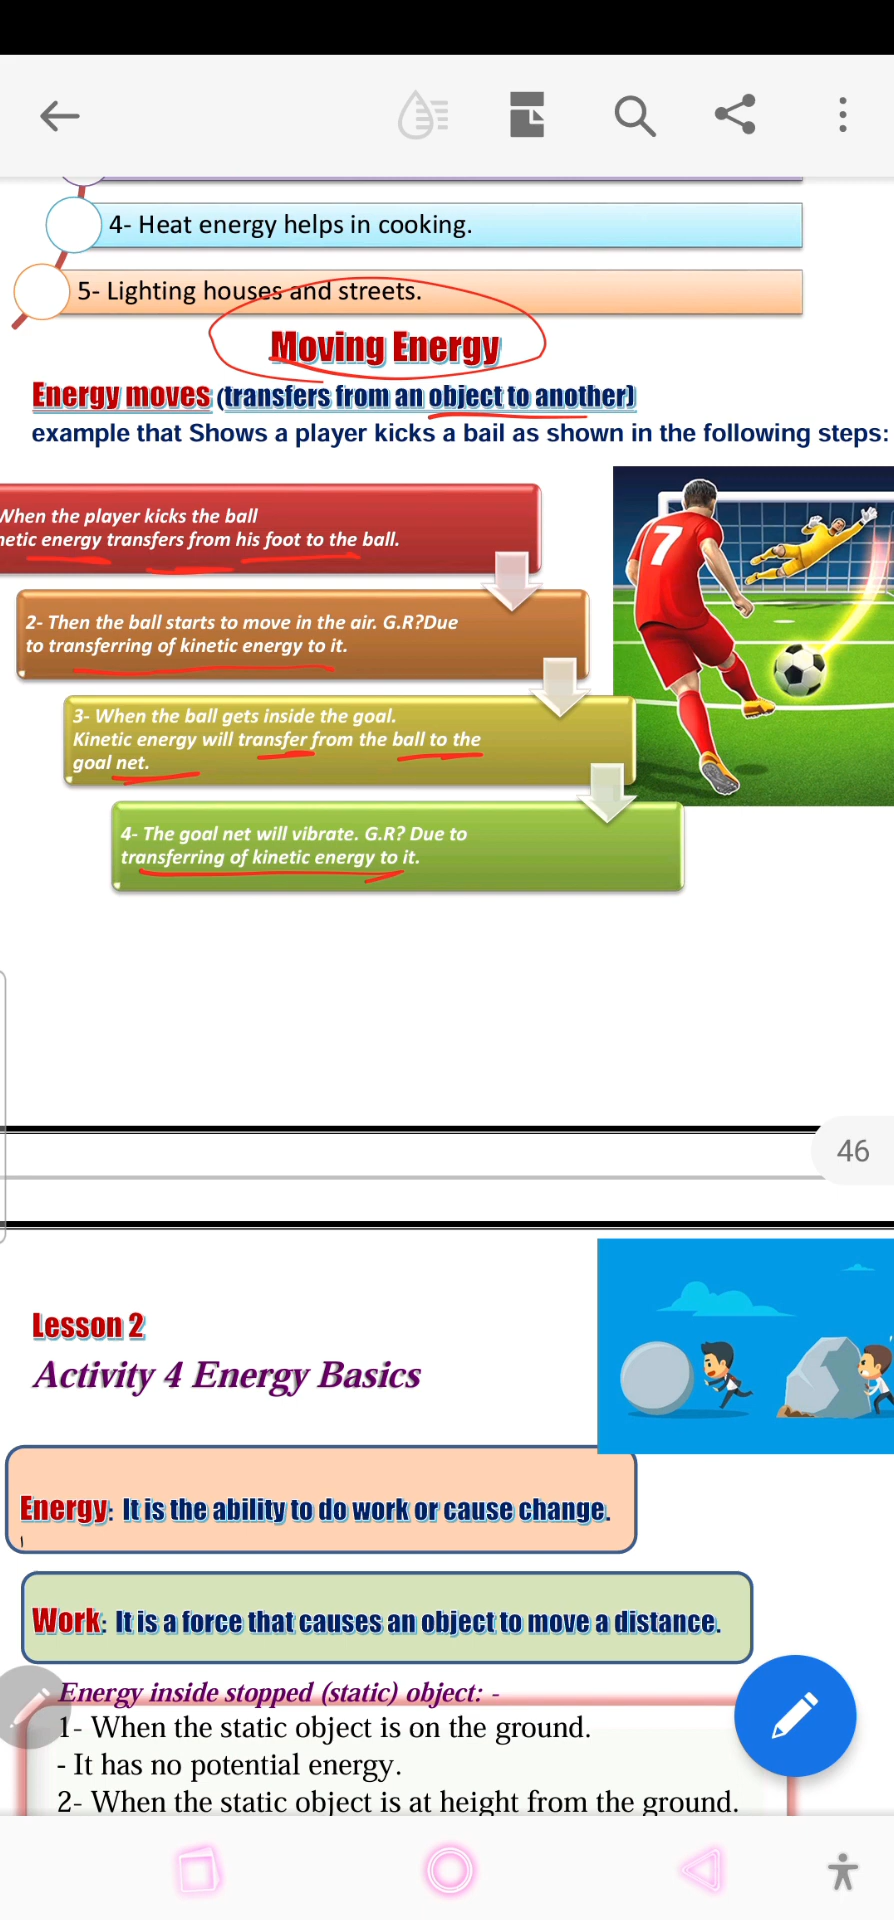 4- Heat energy helps in cooking.
5- Lighting houses and streets.
Moving Energy
Energy moves (transfers from an object to another)
example that Shows a player kicks a bail as shown in the following steps:
When the player kicks the ball
netic energy transfers from his foot to the ball.
7
2- Then the ball starts to move in the air. G.R?Due
to transferring of kinetic energy to it.
3- When the ball gets inside the goal.
Kinetic energy will transfer from the ball to the
goal net.
4- The goal net will vibrate. G.R? Due to
transferring of kinetic energy to it.
46
Lesson 2
Activity 4 Energy Basics
Energy: It is the ability to do work or cause change.
Work: It is a force that causes an object to move a distance.
Energy inside stopped (static) object: -
1- When the static object is on the ground.
- It has no potential energy.
2- When the static object is at height from the ground.